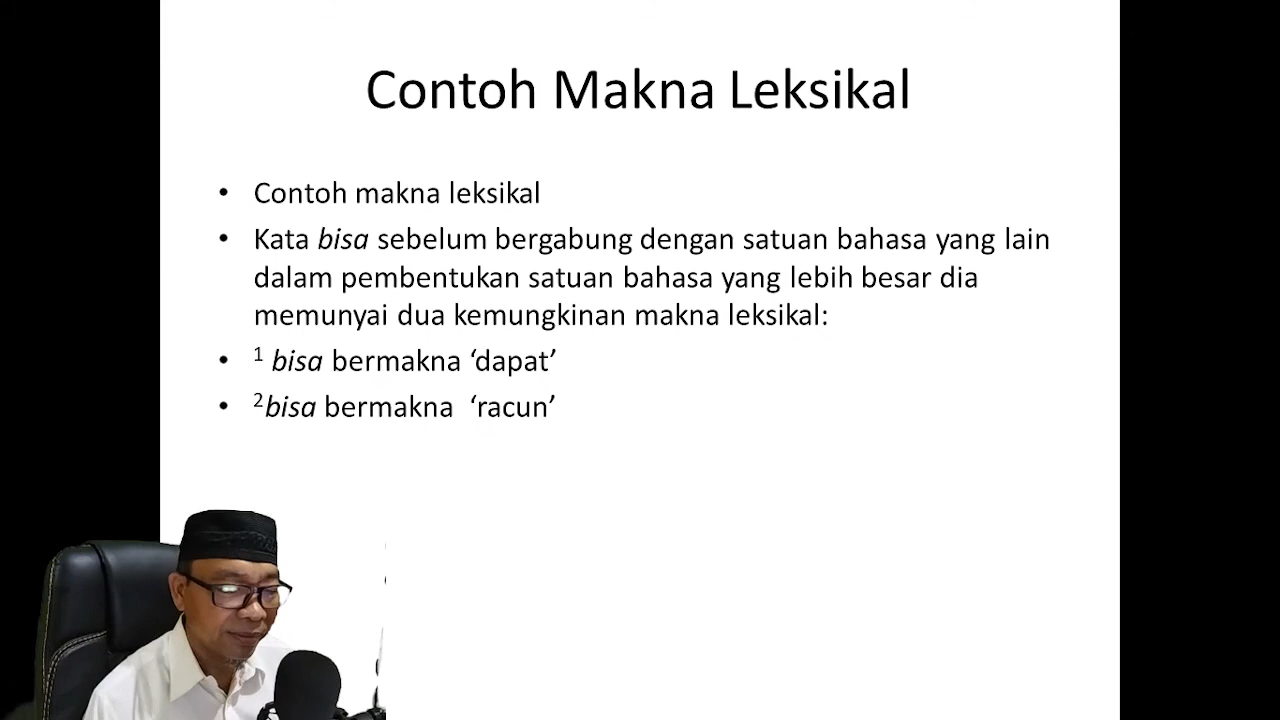 Contoh Makna Leksikal
• Contoh makna leksikal
• Kata bisa sebelum bergabung dengan satuan bahasa yang lain
dalam pembentukan satuan bahasa yang lebih besar dia
memunyai dua kemungkinan makna leksikal:
• ¹ bisa bermakna ‘dapat’
• ²bisa bermakna ‘racun’